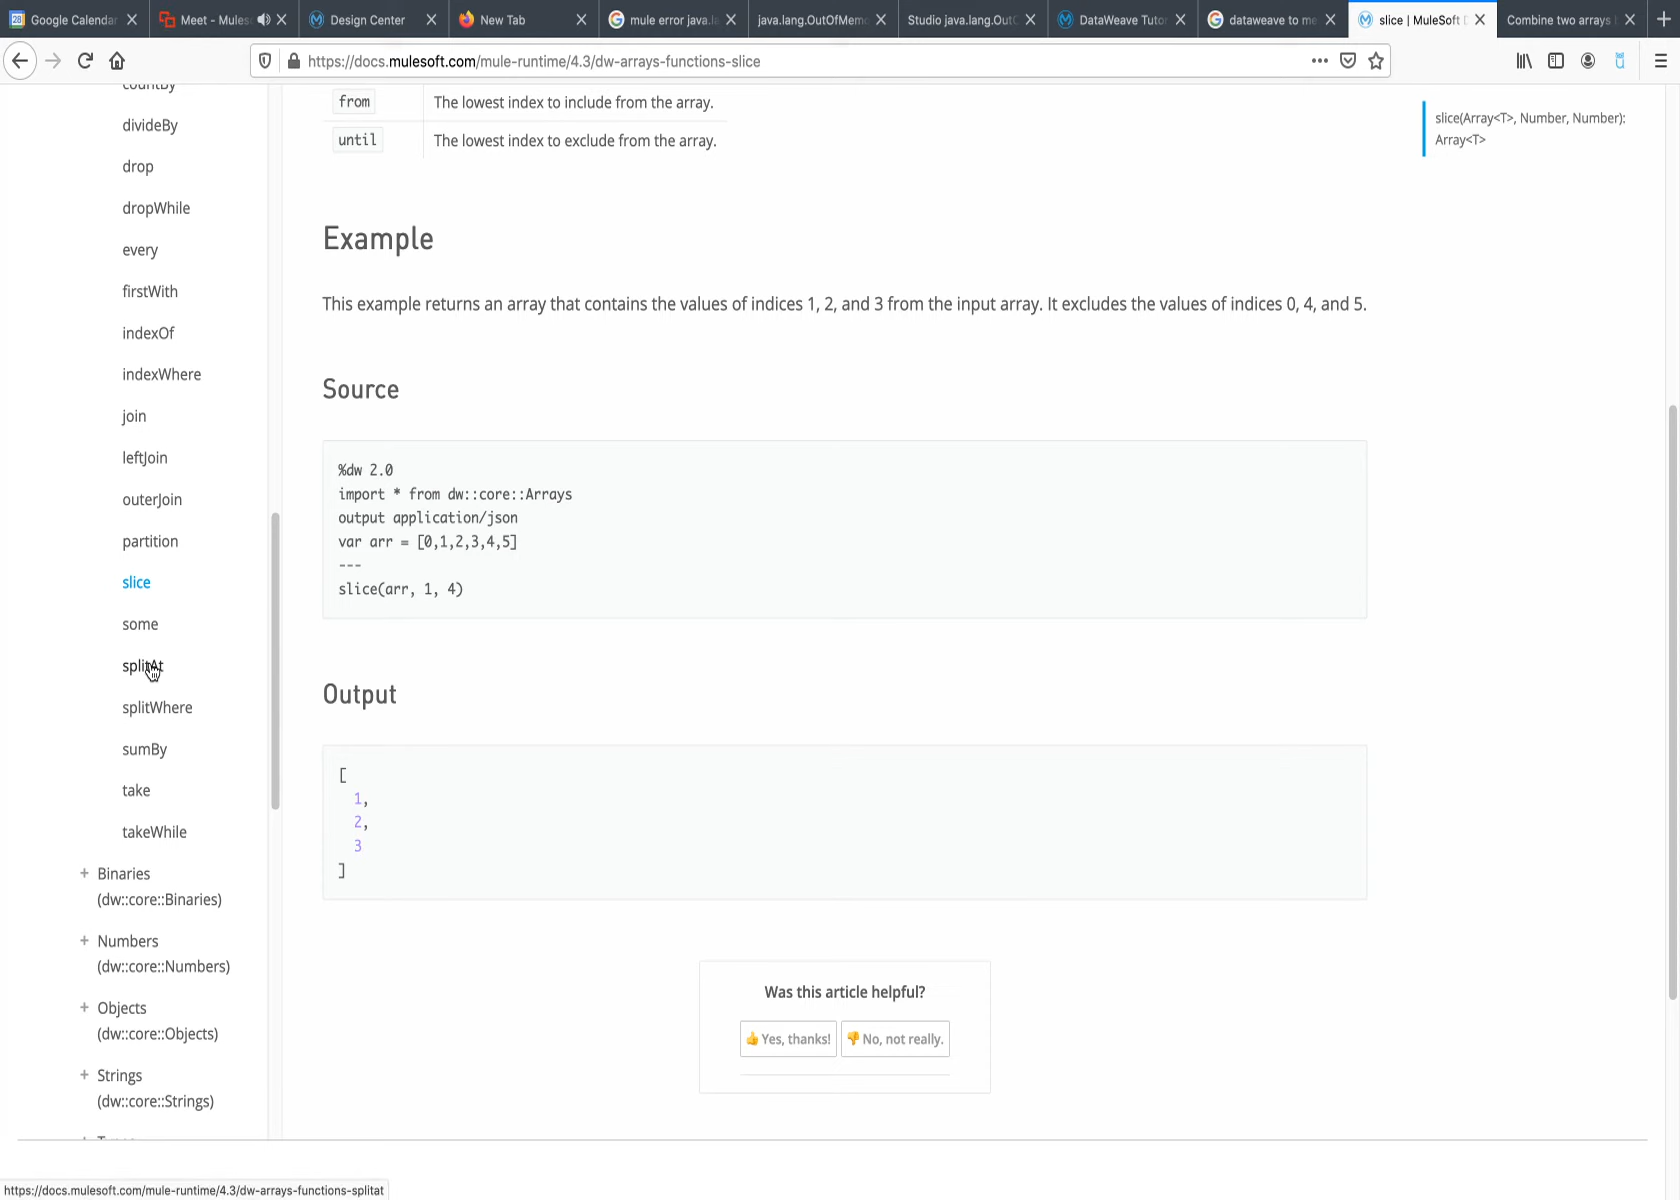 Google Calendar
Meet - Mules
Design Center
New Tab
mule error java.la
java.lang.OutOfMemo
Studio java.lang.Out
DataWeave Tutor
dataweave to me
slice | MuleSoft D
Combine two arrays
https://docs.mulesoft.com/mule-runtime/4.3/dw-arrays-functions-slice
countBy
divideBy
drop
dropWhile
every
firstWith
indexOf
indexWhere
join
leftJoin
outerJoin
partition
slice
some
splitAt
splitWhere
sumBy
take
takeWhile
+ Binaries
(dw::core::Binaries)
+ Numbers
(dw::core::Numbers)
+ Objects
(dw::core::Objects)
+ Strings
(dw::core::Strings)
from The lowest index to include from the array.
until The lowest index to exclude from the array.
Example
This example returns an array that contains the values of indices 1, 2, and 3 from the input array. It excludes the values of indices 0, 4, and 5.
Source
%dw 2.0
import * from dw::core::Arrays
output application/json
var arr = [0,1,2,3,4,5]
---
slice(arr, 1, 4)
Output
[
1,
2,
3
]
Was this article helpful?
👍 Yes, thanks!
👎 No, not really.
slice(Array<T>, Number, Number):
Array<T>
https://docs.mulesoft.com/mule-runtime/4.3/dw-arrays-functions-splitat